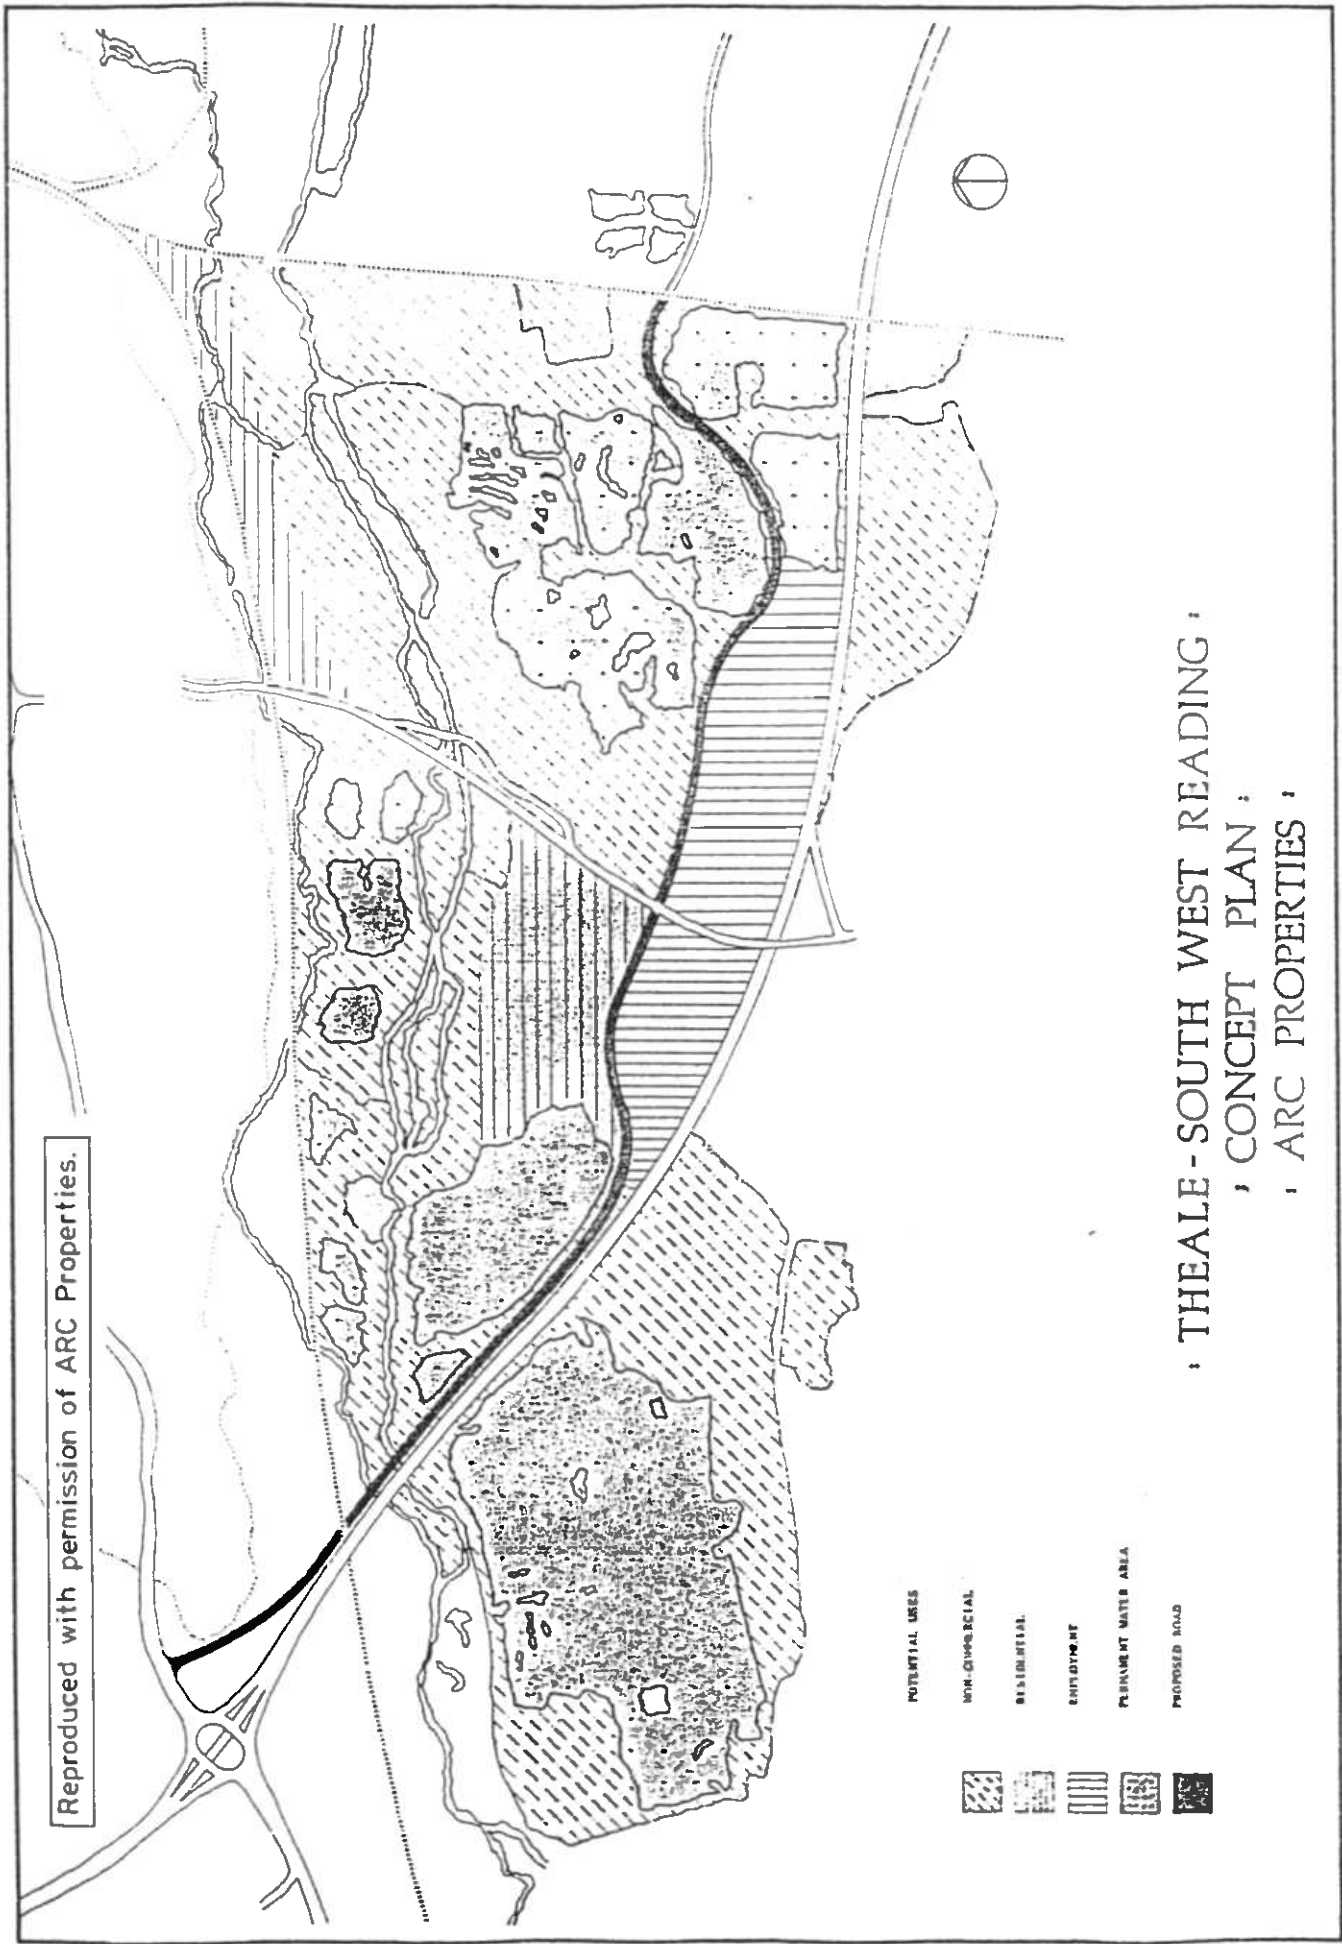 Reproduced with permission of ARC Properties.
POTENTIAL USES
NON-COMMERCIAL
RESIDENTIAL
EMPLOYMENT
PERMANENT WATER AREA
PROPOSED ROAD
: THEALE - SOUTH WEST READING :
: CONCEPT PLAN :
: ARC PROPERTIES :